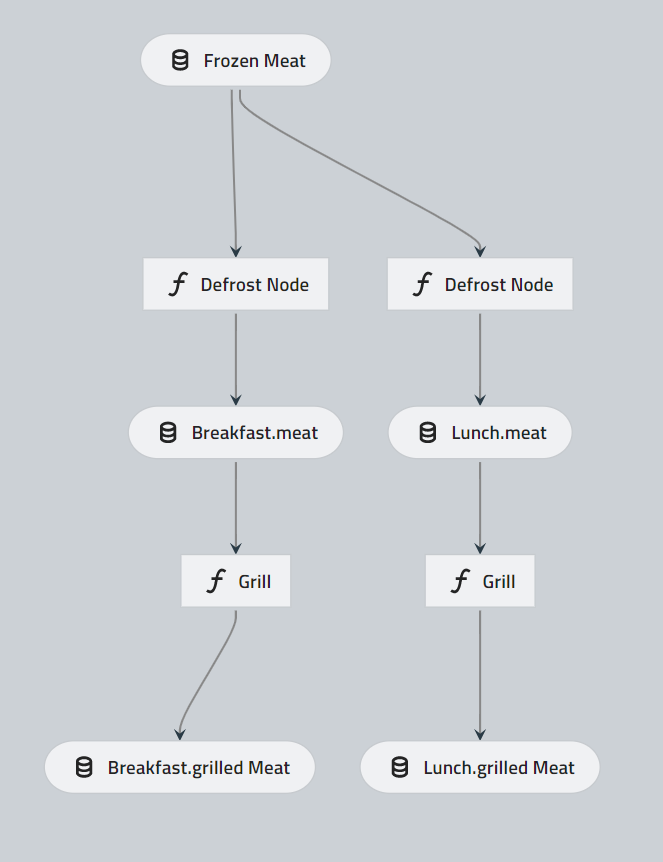 Frozen Meat
Defrost Node
Defrost Node
Breakfast.meat
Lunch.meat
Grill
Grill
Breakfast.grilled Meat
Lunch.grilled Meat